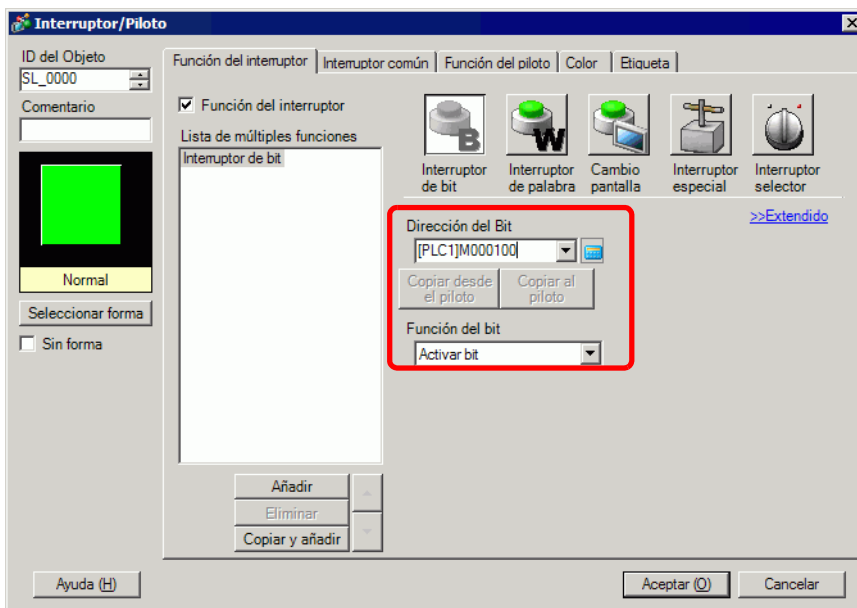 Interruptor/Piloto
ID del Objeto
SL_0000
Comentario
Normal
Seleccionar forma
Sin forma
Función del interruptor
Interruptor común
Función del piloto
Color
Etiqueta
Función del interruptor
Lista de múltiples funciones
Interruptor de bit
Añadir
Eliminar
Copiar y añadir
B
Interruptor
de bit
W
Interruptor
de palabra
Cambio
pantalla
Interruptor
especial
Interruptor
selector
>>Extendido
Dirección del Bit
[PLC1]M000100
Copiar desde
el piloto
Copiar al
piloto
Función del bit
Activar bit
Ayuda (H)
Aceptar (O)
Cancelar